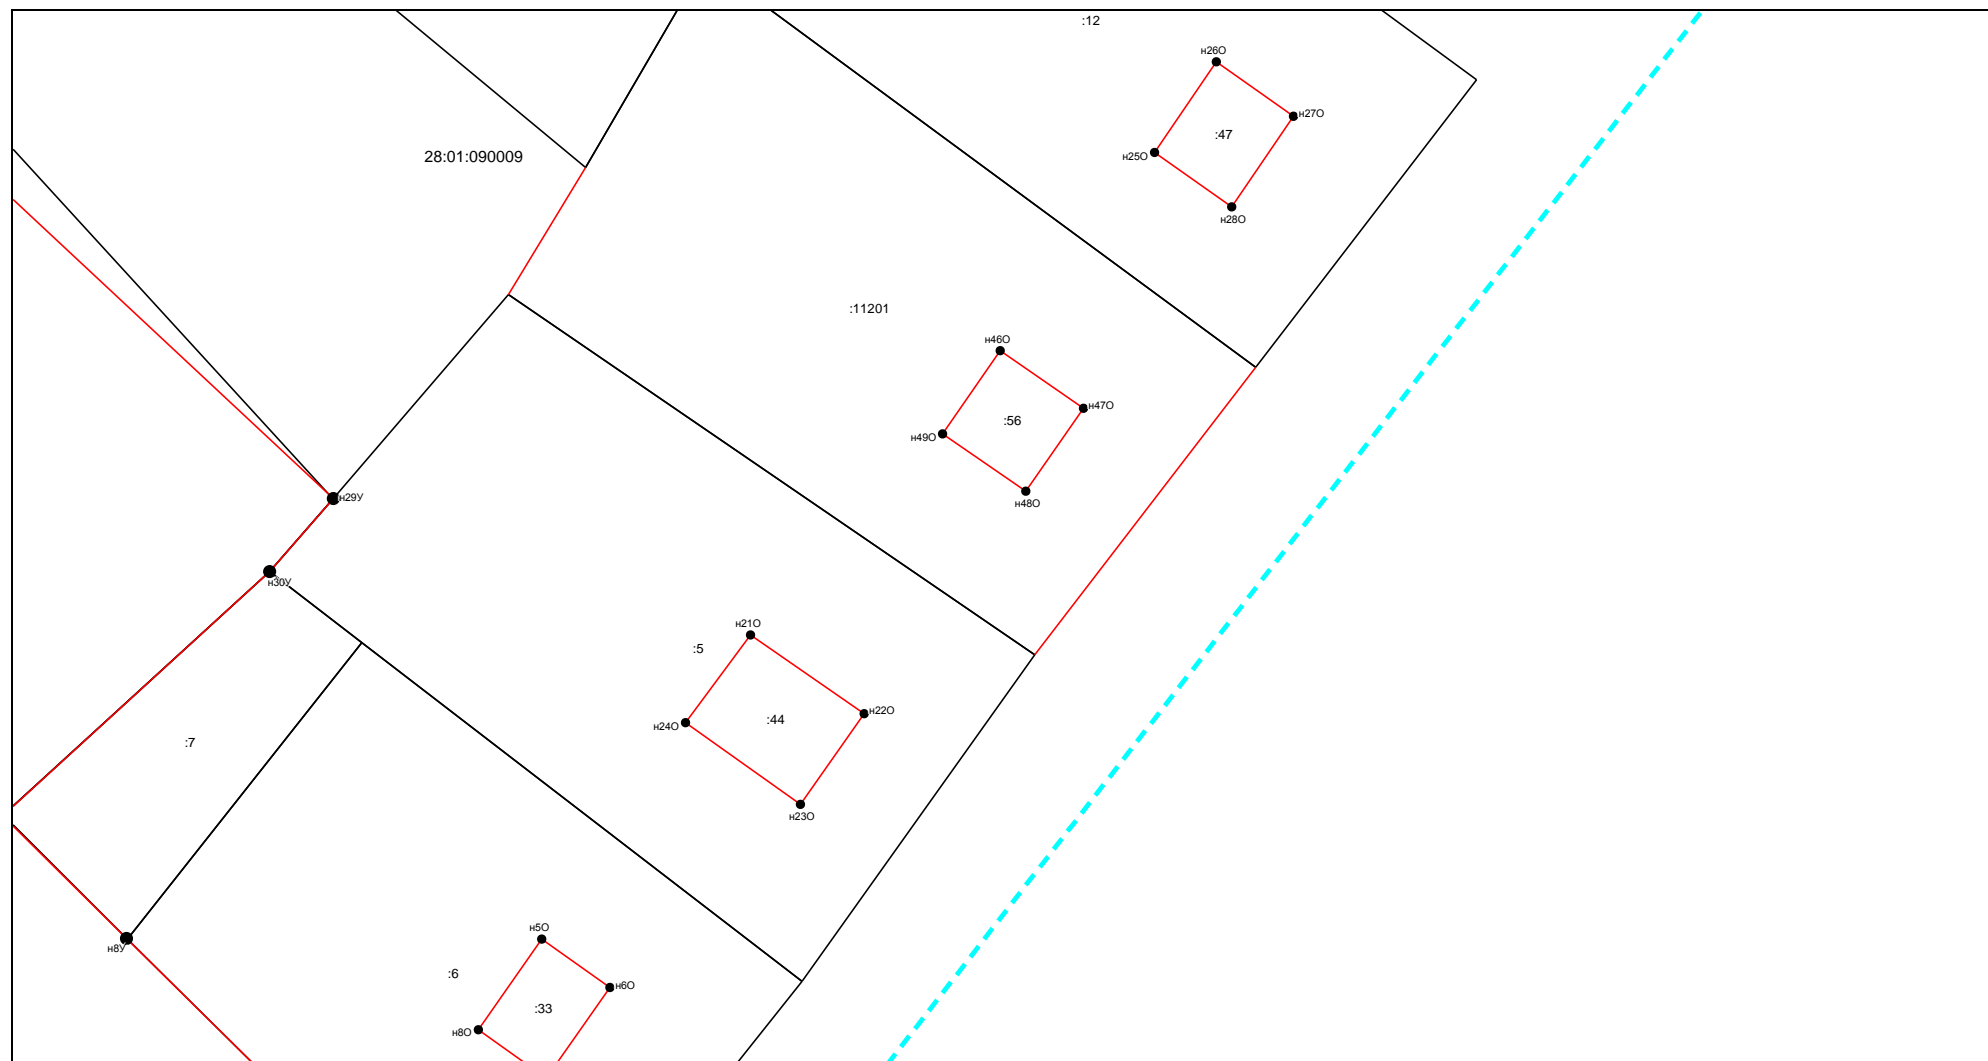 :12
н26О
н27О
:47
28:01:090009
н25О
н28О
:11201
н46О
н47О
:56
н49О
н48О
н29У
н30У
н21О
:5
н22О
:44
н24О
:7
н23О
н5О
н8У
:6
н6О
:33
н8О